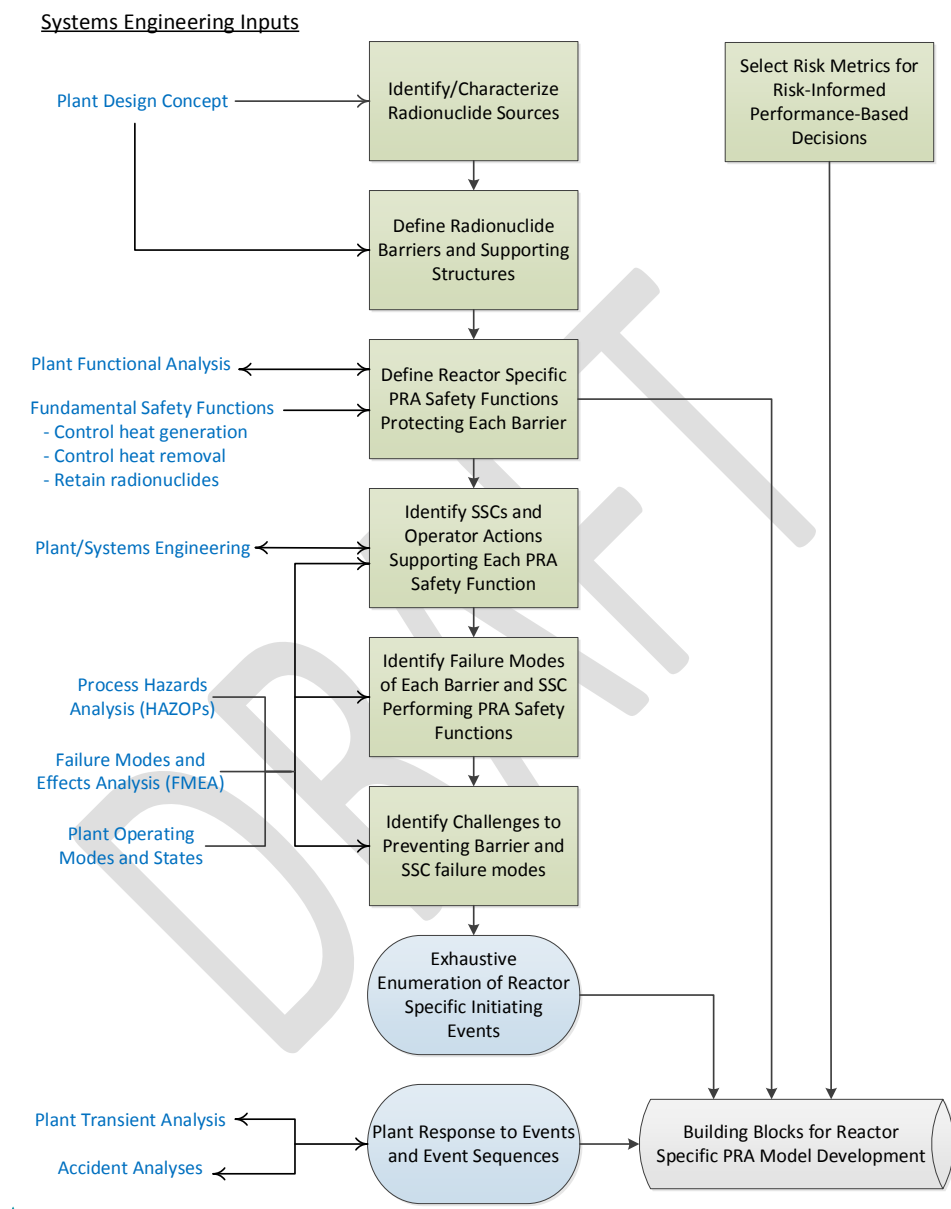 Systems Engineering Inputs
Plant Design Concept
Identify/Characterize
Radionuclide Sources
Select Risk Metrics for
Risk-Informed
Performance-Based
Decisions
Define Radionuclide
Barriers and Supporting
Structures
Plant Functional Analysis
Fundamental Safety Functions
- Control heat generation
- Control heat removal
- Retain radionuclides
Define Reactor Specific
PRA Safety Functions
Protecting Each Barrier
Plant/Systems Engineering
Identify SSCs and
Operator Actions
Supporting Each PRA
Safety Function
Process Hazards
Analysis (HAZOPs)
Failure Modes and
Effects Analysis (FMEA)
Plant Operating
Modes and States
Identify Failure Modes
of Each Barrier and SSC
Performing PRA Safety
Functions
Identify Challenges to
Preventing Barrier and
SSC failure modes
Exhaustive
Enumeration of Reactor
Specific Initiating
Events
Plant Transient Analysis
Accident Analyses
Plant Response to Events
and Event Sequences
Building Blocks for Reactor
Specific PRA Model Development
DRAFT